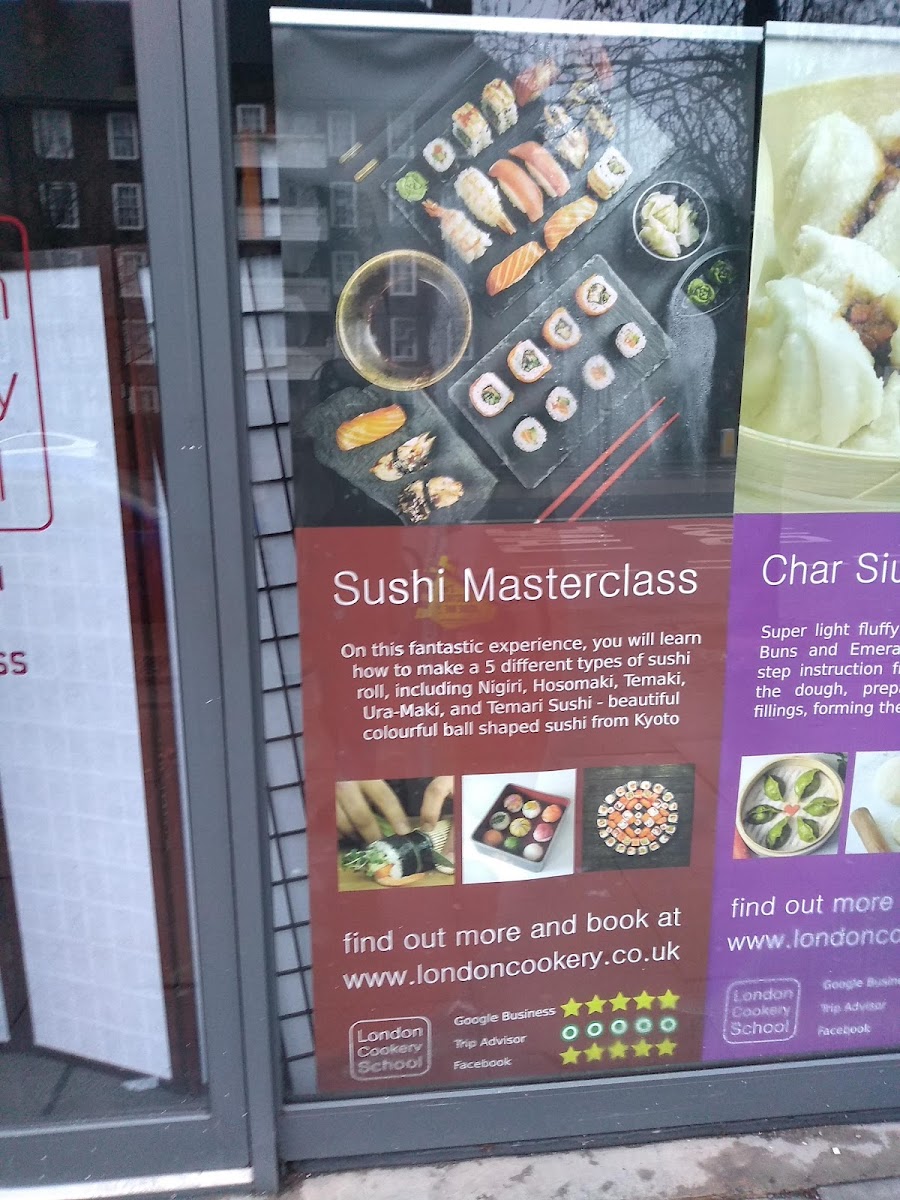 Sushi Masterclass
On this fantastic experience, you will learn
how to make a 5 different types of sushi
roll, including Nigiri, Hosomaki, Temaki,
Ura-Maki, and Temari Sushi - beautiful
colourful ball shaped sushi from Kyoto
find out more and book at
www.londoncookery.co.uk
London
Cookery
School
Google Business
Trip Advisor
Facebook
Char Siu
Super light fluffy
Buns and Emera
step instruction f
the dough, prepa
fillings, forming the
find out more
www.londonco
London
Cookery
School
Google Busine
Trip Advisor
Facebook